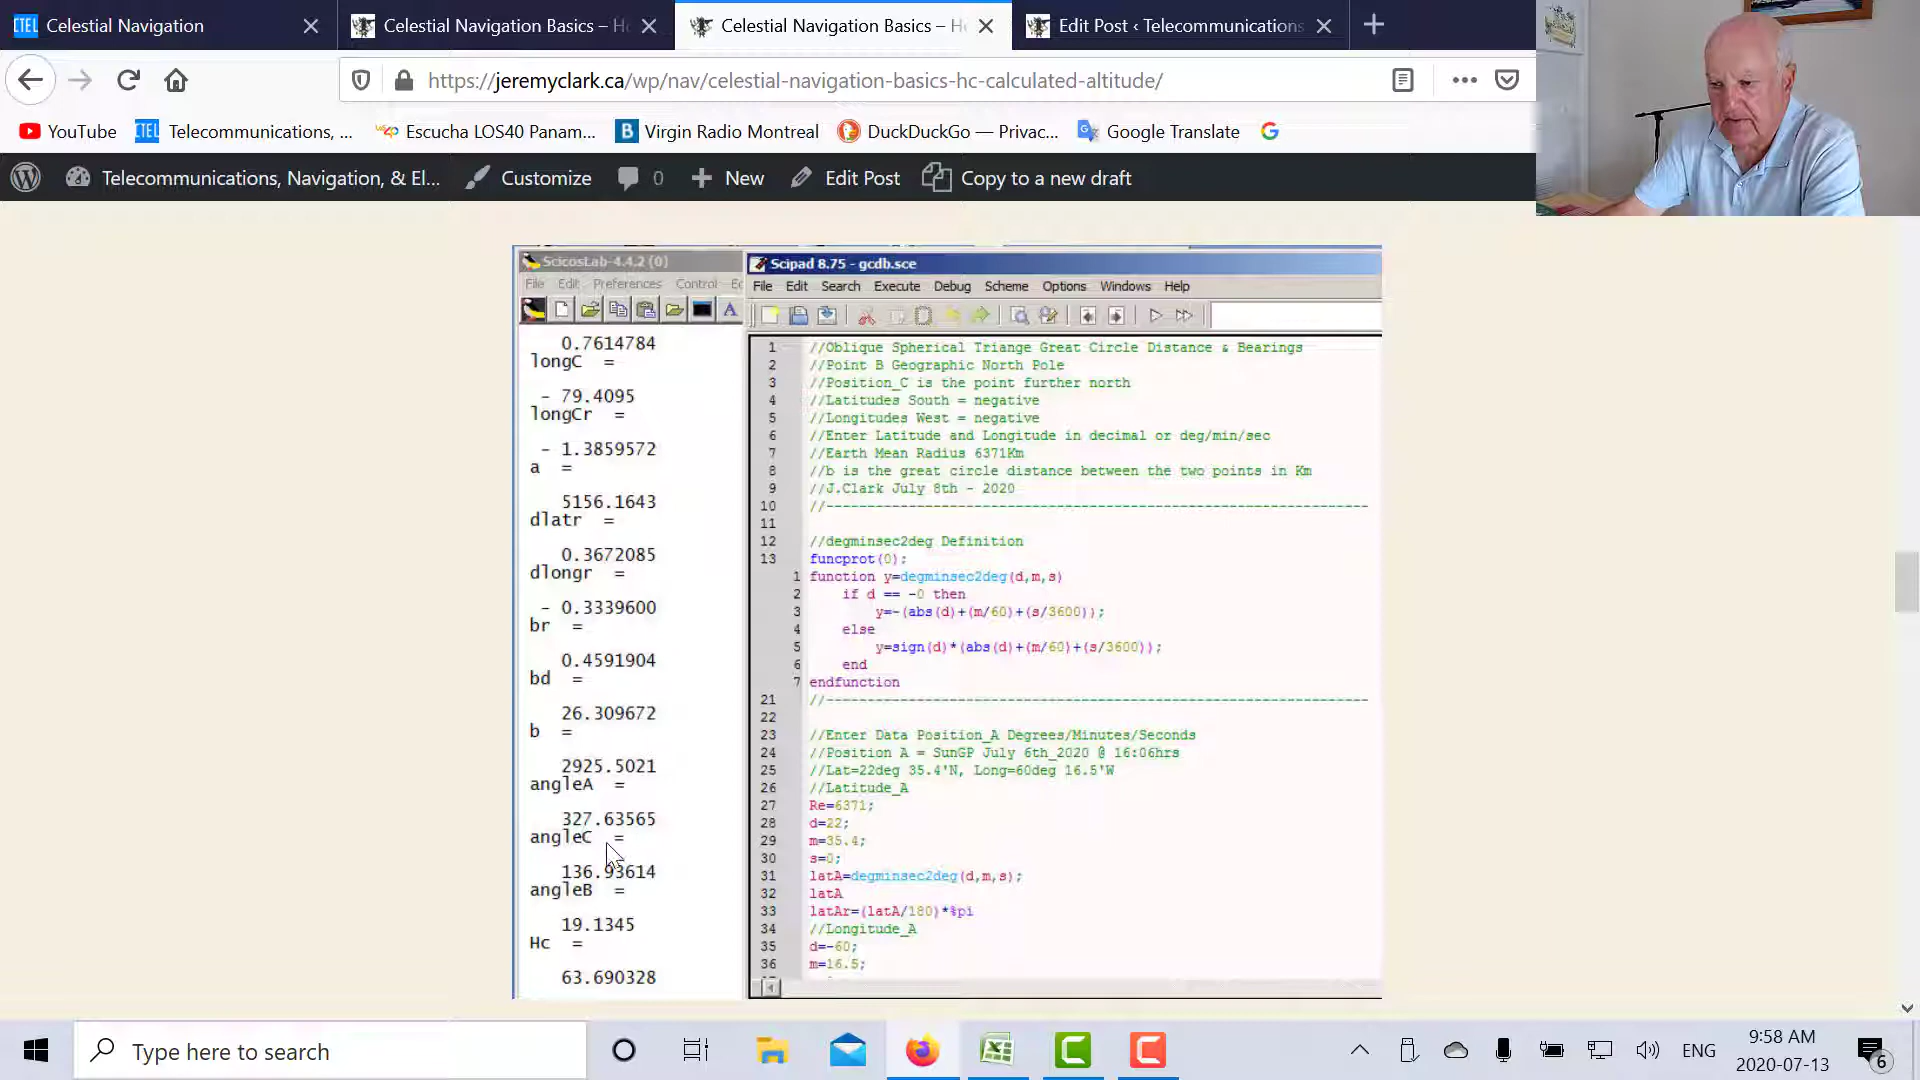 CTEL Celestial Navigation
Celestial Navigation Basics – H
Celestial Navigation Basics – H
Edit Post ‹ Telecommunications
https://jeremyclark.ca/wp/nav/celestial-navigation-basics-hc-calculated-altitude/
YouTube
CTEL Telecommunications, ...
Escucha LOS40 Panam...
Virgin Radio Montreal
DuckDuckGo — Privac...
Google Translate
Telecommunications, Navigation, & El...
Customize
0
New
Edit Post
Copy to a new draft
ScicosLab-4.4.2 (0)
File Edit Preferences Control
0.7614784
longC =
- 79.4095
longCr =
- 1.3859572
a =
5156.1643
dlatr =
0.3672085
dlongr =
- 0.3339600
br =
0.4591904
bd =
26.309672
b =
2925.5021
angleA =
327.63565
angleC =
136.93614
angleB =
19.1345
Hc =
63.690328
Scipad 8.75 - gcdb.sce
File Edit Search Execute Debug Scheme Options Windows Help
1 //Oblique Spherical Triange Great Circle Distance & Bearings
2 //Point B Geographic North Pole
3 //Position_C is the point further north
4 //Latitudes South = negative
5 //Longitudes West = negative
6 //Enter Latitude and Longitude in decimal or deg/min/sec
7 //Earth Mean Radius 6371Km
8 //b is the great circle distance between the two points in Km
9 //J.Clark July 8th - 2020
10 //------------------------------------------------------------------
11
12 //degminsec2deg Definition
13 funcprot(0);
1 function y=degminsec2deg(d,m,s)
2 if d == -0 then
3 y=-(abs(d)+(m/60)+(s/3600));
4 else
5 y=sign(d)*(abs(d)+(m/60)+(s/3600));
6 end
7 endfunction
21 //------------------------------------------------------------------
22
23 //Enter Data Position_A Degrees/Minutes/Seconds
24 //Position A = SunGP July 6th_2020 @ 16:06hrs
25 //Lat=22deg 35.4'N, Long=60deg 16.5'W
26 //Latitude_A
27 Re=6371;
28 d=22;
29 m=35.4;
30 s=0;
31 latA=degminsec2deg(d,m,s);
32 latA
33 latAr=(latA/180)*%pi
34 //Longitude_A
35 d=-60;
36 m=16.5;
Type here to search
ENG
9:58 AM
2020-07-13
6